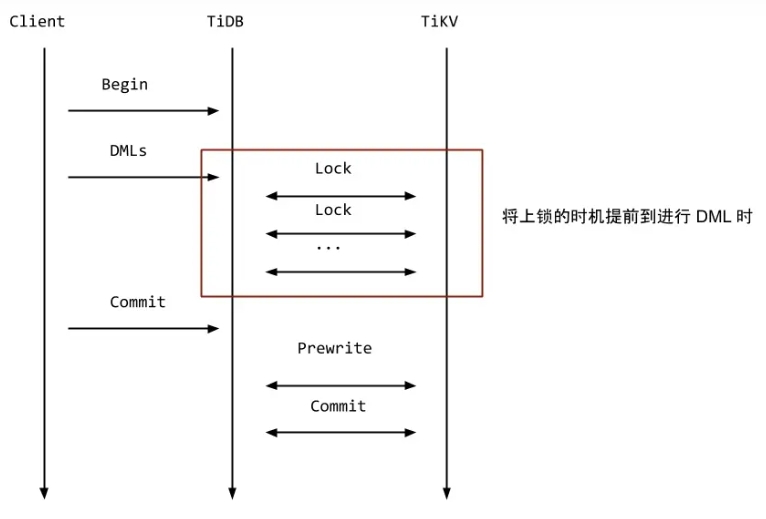 Client TiDB TiKV
Begin
DMLs
Lock
Lock
将上锁的时机提前到进行 DML 时
...
Commit
Prewrite
Commit